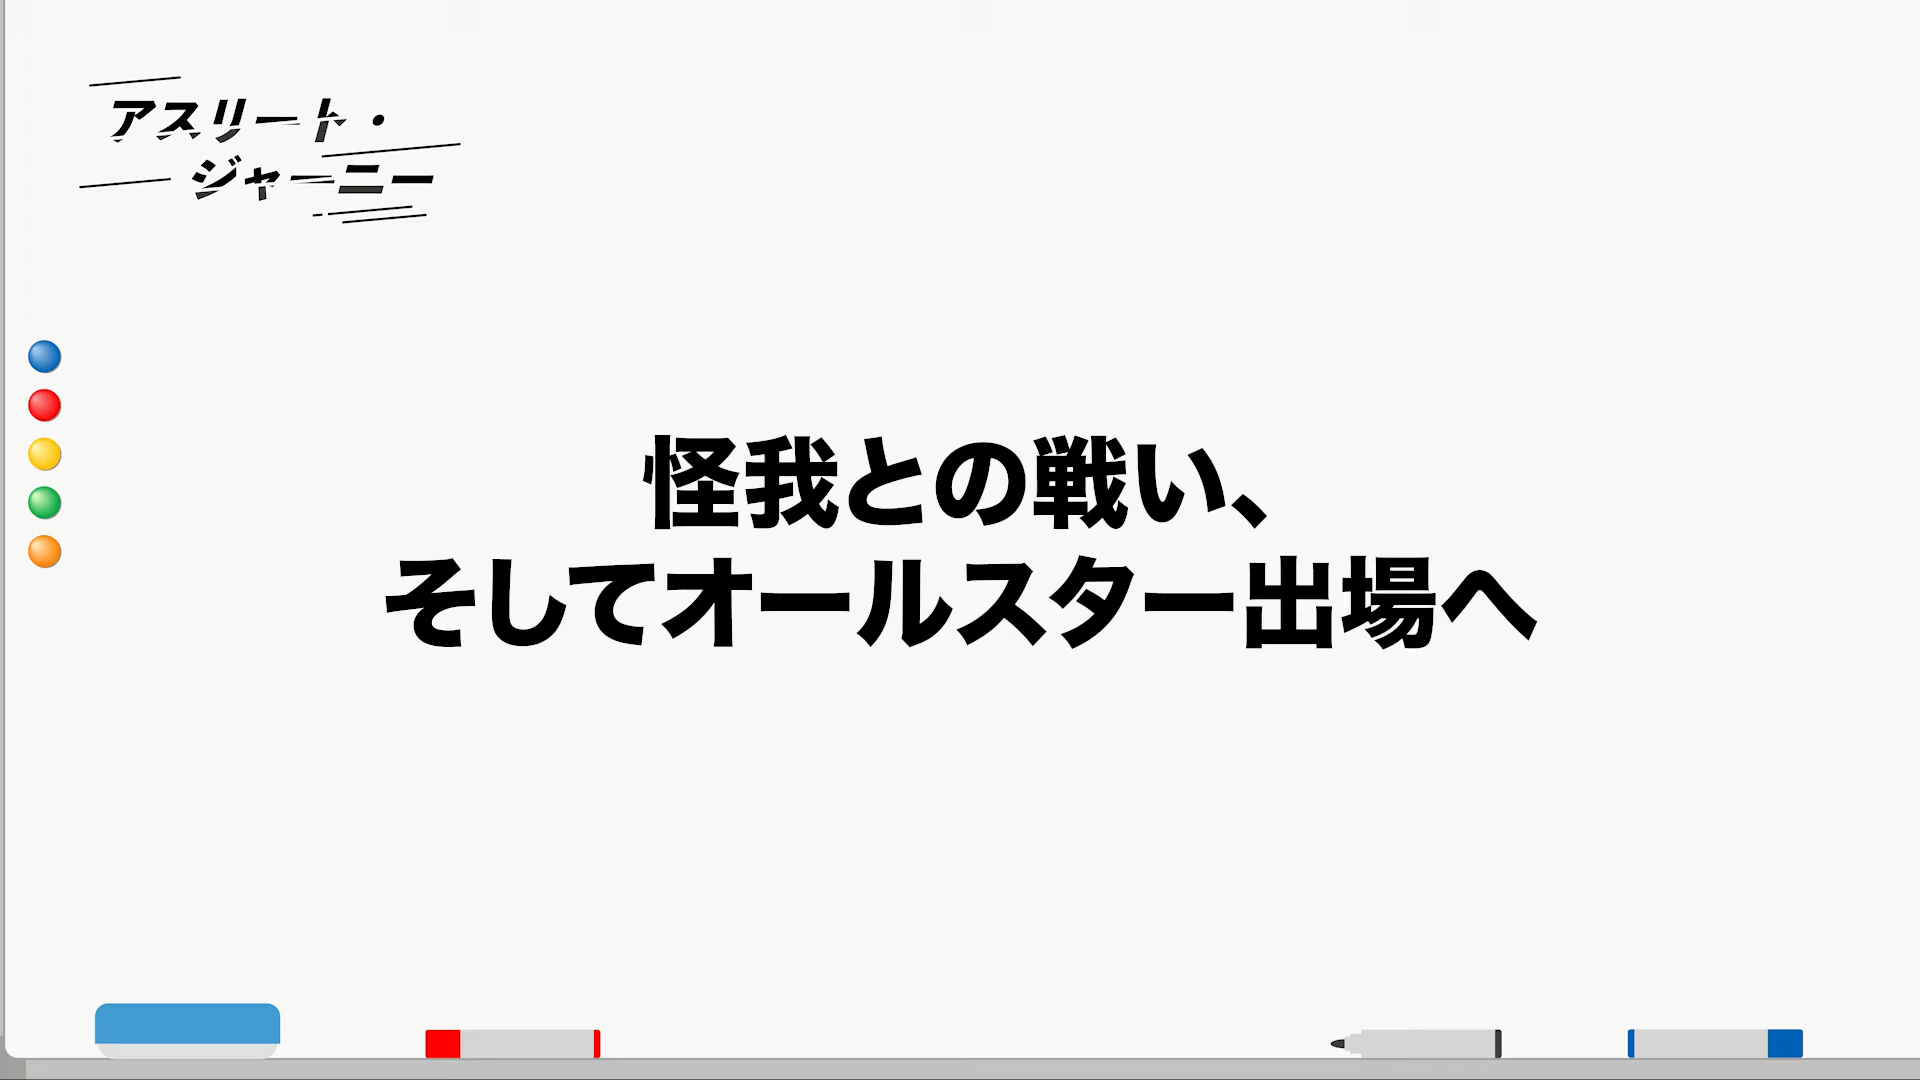 アスリート・
ジャーニー
怪我との戦い、
そしてオールスター出場へ